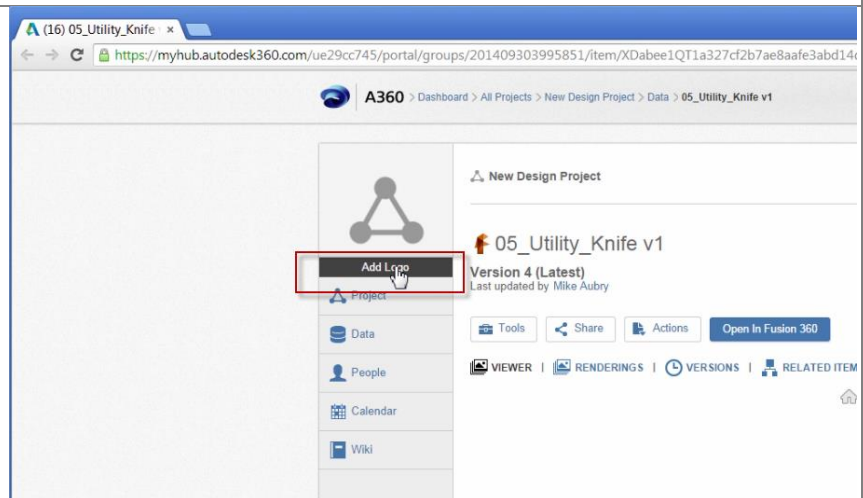 (16) 05_Utility_Knife
https://myhub.autodesk360.com/ue29cc745/portal/groups/201409303995851/item/XDabee1QT1a327cf2b7ae8aafe3abd14
A360 > Dashboard > All Projects > New Design Project > Data > 05_Utility_Knife v1
New Design Project
05_Utility_Knife v1
Add Logo
Version 4 (Latest)
Last updated by Mike Aubry
Project
Tools Share Actions Open In Fusion 360
Data
VIEWER | RENDERINGS | VERSIONS | RELATED ITEM
People
Calendar
Wiki